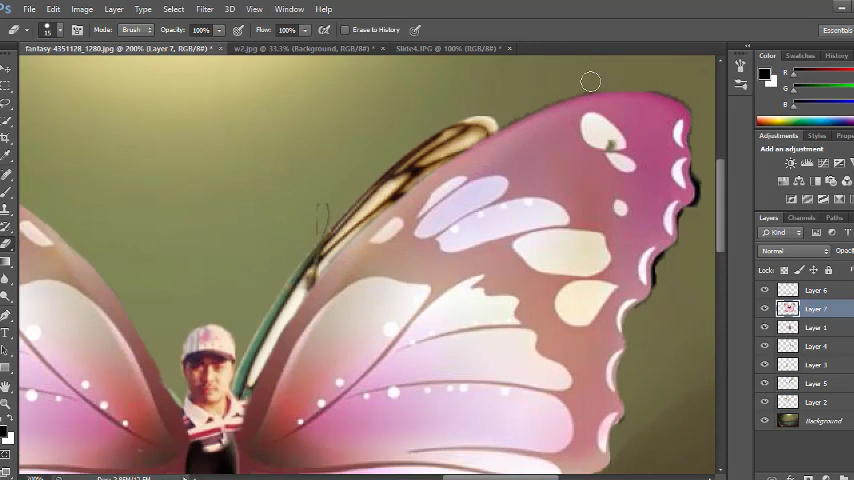 File Edit Image Layer Type Select Filter 3D View Window Help
15 Mode: Brush Opacity: 100% Flow: 100% Erase to History Essentials
fantasy-4351128_1280.jpg @ 200% (Layer 7, RGB/8#) * × w2.jpg @ 33.3% (Background, RGB/8#) * × Slide4.JPG @ 100% (RGB/8#) * ×
Color Swatches History
R
G
B
Adjustments Styles
Add an adjustment
Layers Channels Paths
Kind
Normal
Lock:
Layer 6
Layer 7
Layer 1
Layer 4
Layer 3
Layer 5
Layer 2
Background